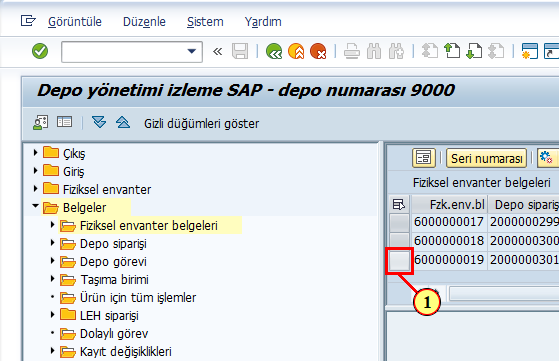 Görüntüle Düzenle Sistem Yardım
Depo yönetimi izleme SAP - depo numarası 9000
Gizli düğümleri göster
Çıkış
Giriş
Fiziksel envanter
Belgeler
Fiziksel envanter belgeleri
Depo siparişi
Depo görevi
Taşıma birimi
Ürün için tüm işlemler
LEH siparişi
Dolaylı görev
Kayıt değişiklikleri
Seri numarası
Fiziksel envanter belgeleri
Fzk.env.bl Depo sipariş
6000000017 2000000299
6000000018 2000000300
6000000019 2000000301
1